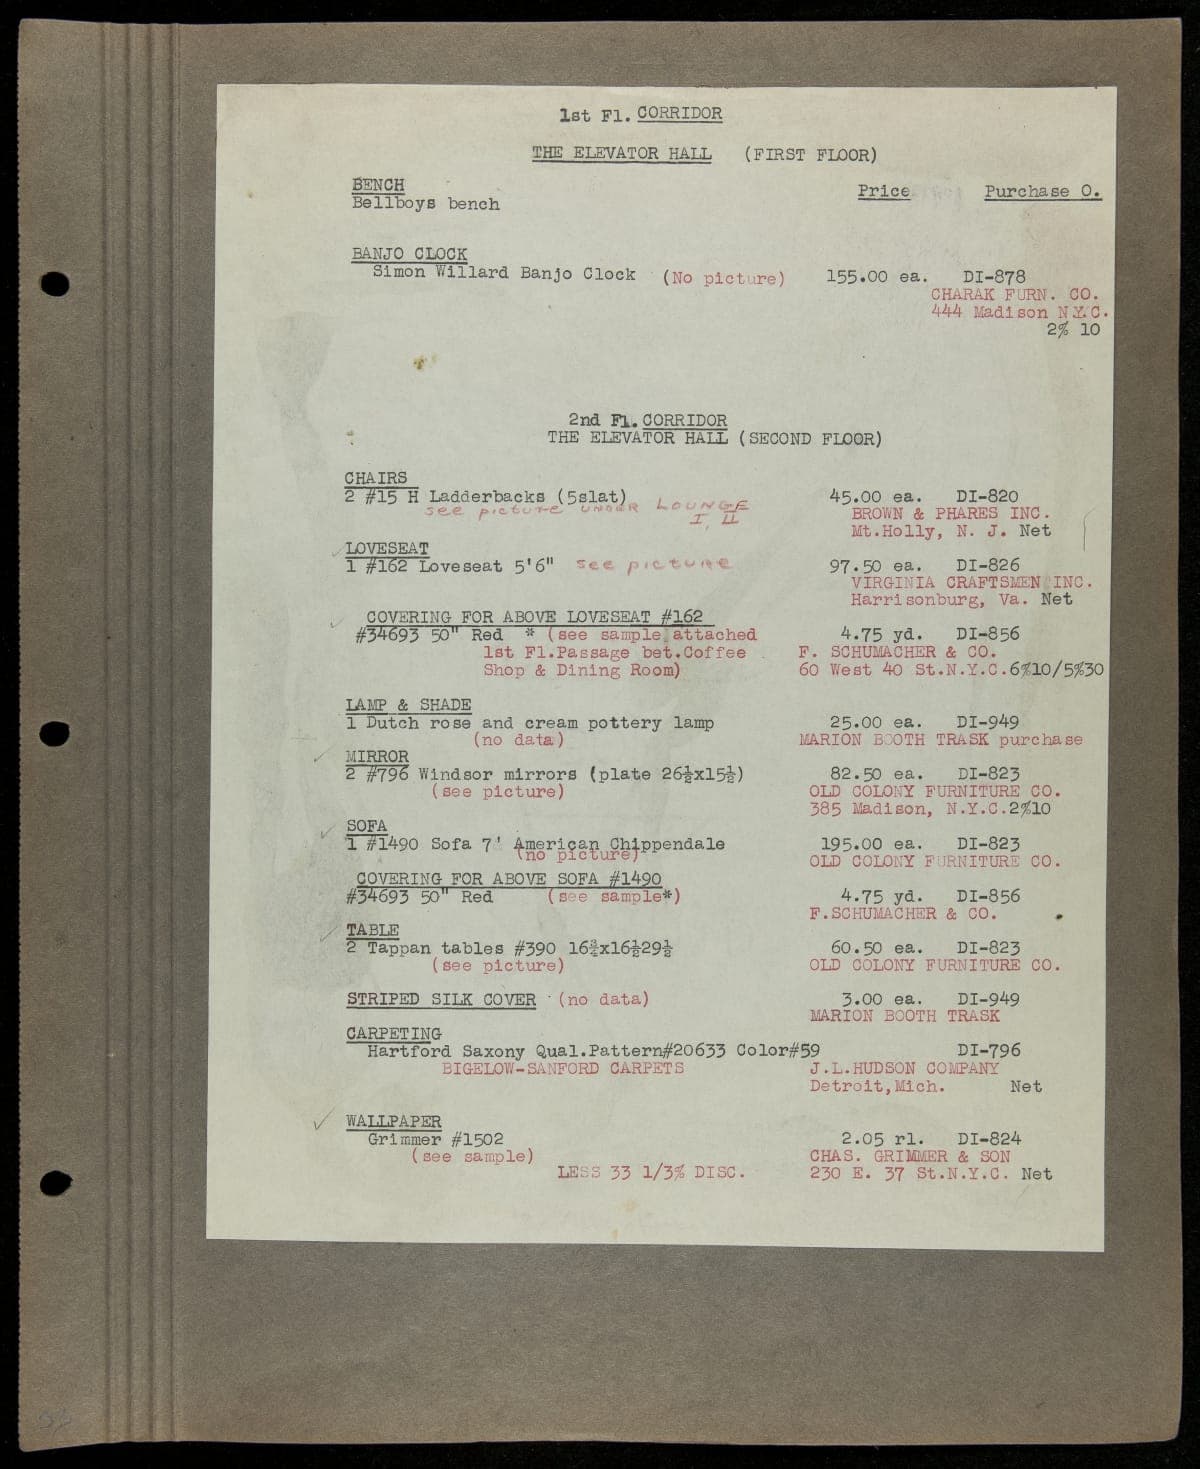 1st Fl. CORRIDOR
THE ELEVATOR HALL (FIRST FLOOR)
BENCH Price Purchase O.
Bellboys bench
BANJO CLOCK
Simon Willard Banjo Clock (No picture) 155.00 ea. DI-878
CHARAK FURN. CO.
444 Madison N.Y.C.
2% 10
2nd Fl. CORRIDOR
THE ELEVATOR HALL (SECOND FLOOR)
CHAIRS
2 #15 H Ladderbacks (5slat) 45.00 ea. DI-820
see picture UNDER LOUNGE BROWN & PHARES INC.
I, II Mt.Holly, N. J. Net
LOVESEAT
1 #162 Loveseat 5'6" see picture 97.50 ea. DI-826
VIRGINIA CRAFTSMEN INC.
Harrisonburg, Va. Net
COVERING FOR ABOVE LOVESEAT #162
#34693 50" Red * (see sample attached 4.75 yd. DI-856
1st Fl.Passage bet.Coffee F. SCHUMACHER & CO.
Shop & Dining Room) 60 West 40 St.N.Y.C.6%10/5%30
LAMP & SHADE
1 Dutch rose and cream pottery lamp 25.00 ea. DI-949
(no data) MARION BOOTH TRASK purchase
MIRROR
2 #796 Windsor mirrors (plate 26½x15½) 82.50 ea. DI-823
(see picture) OLD COLONY FURNITURE CO.
385 Madison, N.Y.C.2%10
SOFA
1 #1490 Sofa 7' American Chippendale 195.00 ea. DI-823
(no picture) OLD COLONY FURNITURE CO.
COVERING FOR ABOVE SOFA #1490
#34693 50" Red (see sample*) 4.75 yd. DI-856
F.SCHUMACHER & CO.
TABLE
2 Tappan tables #390 16¾x16½29½ 60.50 ea. DI-823
(see picture) OLD COLONY FURNITURE CO.
STRIPED SILK COVER (no data) 3.00 ea. DI-949
MARION BOOTH TRASK
CARPETING
Hartford Saxony Qual.Pattern#20633 Color#59 DI-796
BIGELOW-SANFORD CARPETS J.L.HUDSON COMPANY
Detroit,Mich. Net
WALLPAPER
Grimmer #1502 2.05 rl. DI-824
(see sample) CHAS. GRIMMER & SON
LESS 33 1/3% DISC. 230 E. 37 St.N.Y.C. Net